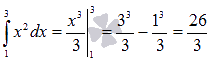 ∫₁³ x² dx = x³/3 |₁³ = 3³/3 − 1³/3 = 26/3